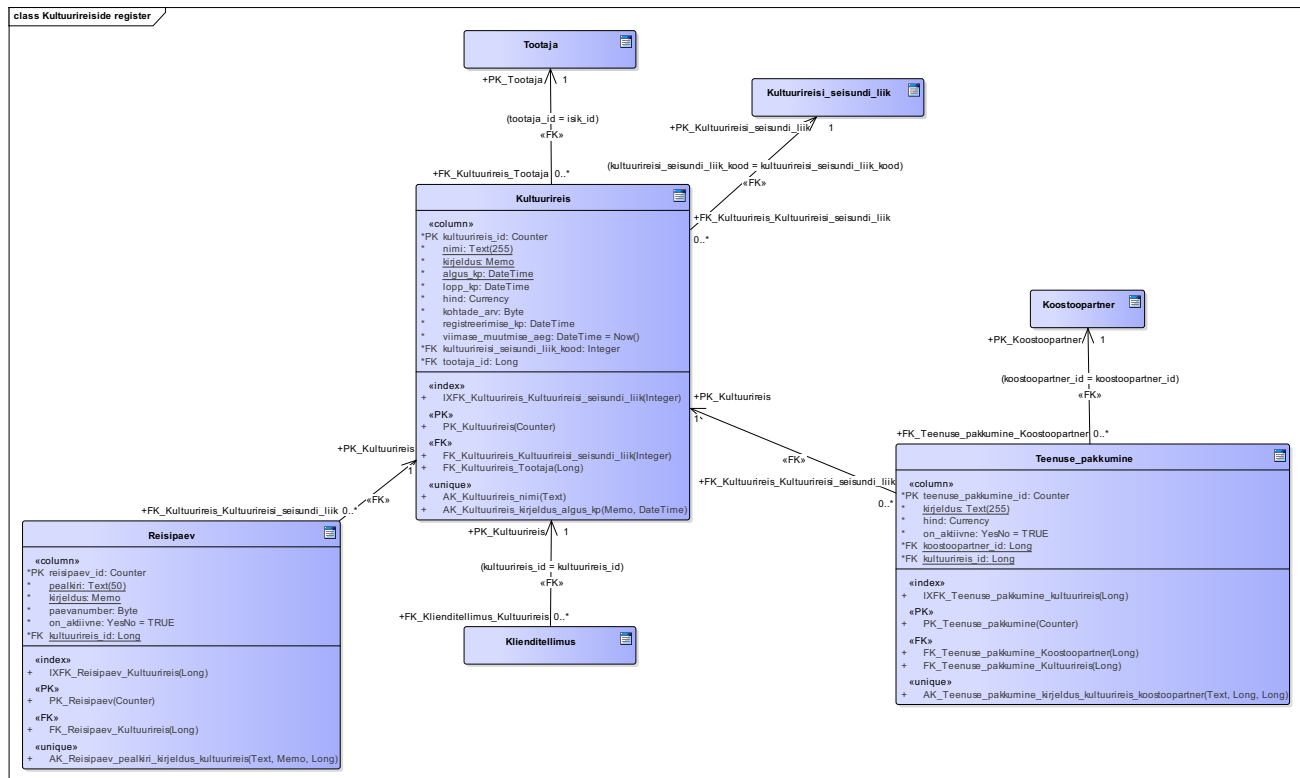 class Kultuurireiside register
Tootaja
+PK_Tootaja 1
(tootaja_id = isik_id)
«FK»
+FK_Kultuurireis_Tootaja 0..*
Kultuurireisi_seisundi_liik
+PK_Kultuurireisi_seisundi_liik 1
(kultuurireisi_seisundi_liik_kood = kultuurireisi_seisundi_liik_kood)
«FK»
+FK_Kultuurireis_Kultuurireisi_seisundi_liik
0..*
Kultuurireis
«column»
*PK kultuurireis_id: Counter
* nimi: Text(255)
* kirjeldus: Memo
* algus_kp: DateTime
* lopp_kp: DateTime
* hind: Currency
* kohtade_arv: Byte
* registreerimise_kp: DateTime
* viimase_muutmise_aeg: DateTime = Now()
*FK kultuurireisi_seisundi_liik_kood: Integer
*FK tootaja_id: Long
«index»
+ IXFK_Kultuurireis_Kultuurireisi_seisundi_liik(Integer)
«PK»
+ PK_Kultuurireis(Counter)
«FK»
+ FK_Kultuurireis_Kultuurireisi_seisundi_liik(Integer)
+ FK_Kultuurireis_Tootaja(Long)
«unique»
+ AK_Kultuurireis_nimi(Text)
+ AK_Kultuurireis_kirjeldus_algus_kp(Memo, DateTime)
Koostoopartner
+PK_Koostoopartner 1
(koostoopartner_id = koostoopartner_id)
«FK»
+FK_Teenuse_pakkumine_Koostoopartner 0..*
+PK_Kultuurireis
1
«FK»
+FK_Kultuurireis_Kultuurireisi_seisundi_liik
0..*
Teenuse_pakkumine
«column»
*PK teenuse_pakkumine_id: Counter
* kirjeldus: Text(255)
* hind: Currency
* on_aktiivne: YesNo = TRUE
*FK koostoopartner_id: Long
*FK kultuurireis_id: Long
«index»
+ IXFK_Teenuse_pakkumine_kultuurireis(Long)
«PK»
+ PK_Teenuse_pakkumine(Counter)
«FK»
+ FK_Teenuse_pakkumine_Koostoopartner(Long)
+ FK_Teenuse_pakkumine_Kultuurireis(Long)
«unique»
+ AK_Teenuse_pakkumine_kirjeldus_kultuurireis_koostoopartner(Text, Long, Long)
+PK_Kultuurireis
1
«FK»
+FK_Kultuurireis_Kultuurireisi_seisundi_liik 0..*
Reisipaev
«column»
*PK reisipaev_id: Counter
* pealkiri: Text(50)
* kirjeldus: Memo
* paevanumber: Byte
* on_aktiivne: YesNo = TRUE
*FK kultuurireis_id: Long
«index»
+ IXFK_Reisipaev_Kultuurireis(Long)
«PK»
+ PK_Reisipaev(Counter)
«FK»
+ FK_Reisipaev_Kultuurireis(Long)
«unique»
+ AK_Reisipaev_pealkiri_kirjeldus_kultuurireis(Text, Memo, Long)
+PK_Kultuurireis 1
(kultuurireis_id = kultuurireis_id)
«FK»
+FK_Klienditellimus_Kultuurireis 0..*
Klienditellimus